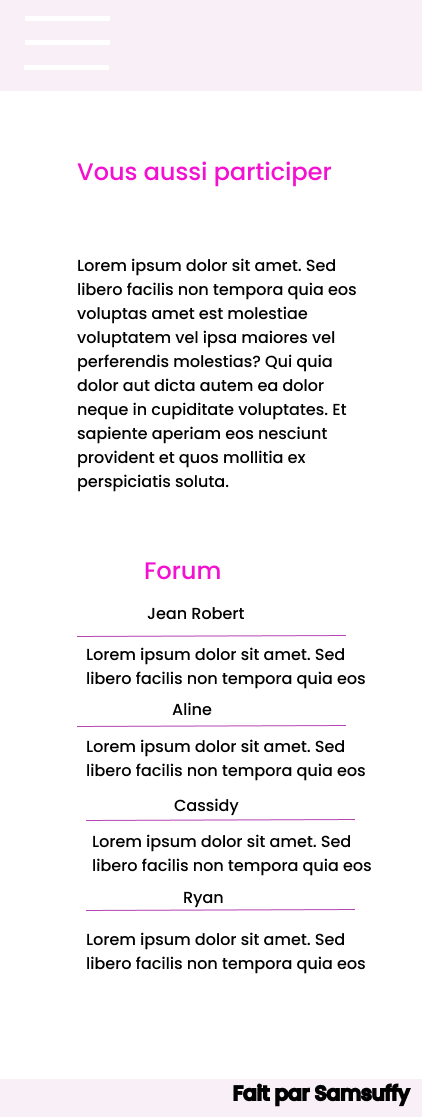 Vous aussi participer
Lorem ipsum dolor sit amet. Sed
libero facilis non tempora quia eos
voluptas amet est molestiae
voluptatem vel ipsa maiores vel
perferendis molestias? Qui quia
dolor aut dicta autem ea dolor
neque in cupiditate voluptates. Et
sapiente aperiam eos nesciunt
provident et quos mollitia ex
perspiciatis soluta.
Forum
Jean Robert
Lorem ipsum dolor sit amet. Sed
libero facilis non tempora quia eos
Aline
Lorem ipsum dolor sit amet. Sed
libero facilis non tempora quia eos
Cassidy
Lorem ipsum dolor sit amet. Sed
libero facilis non tempora quia eos
Ryan
Lorem ipsum dolor sit amet. Sed
libero facilis non tempora quia eos
Fait par Samsuffy